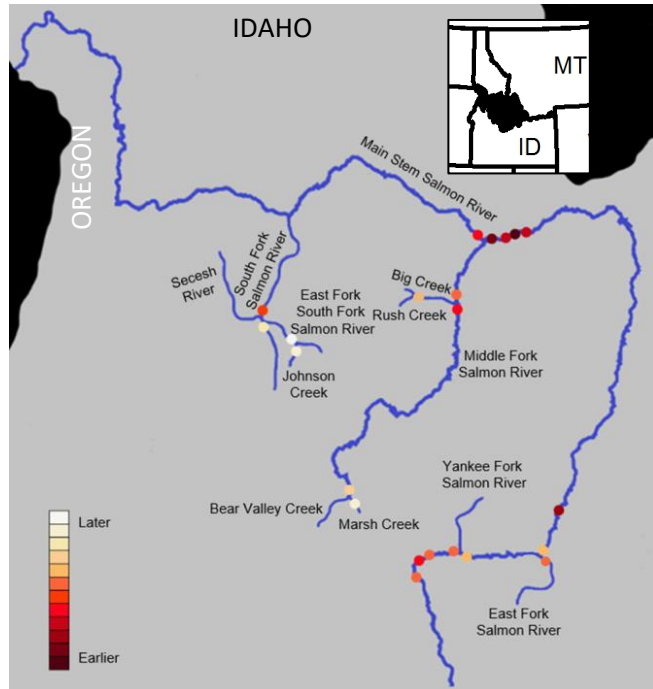 IDAHO
MT
ID
OREGON
Main Stem Salmon River
South Fork
Salmon River
Secesh
River
Big Creek
Rush Creek
East Fork
South Fork
Salmon River
Johnson
Creek
Middle Fork
Salmon River
Yankee Fork
Salmon River
Bear Valley Creek
Marsh Creek
East Fork
Salmon River
Later
Earlier